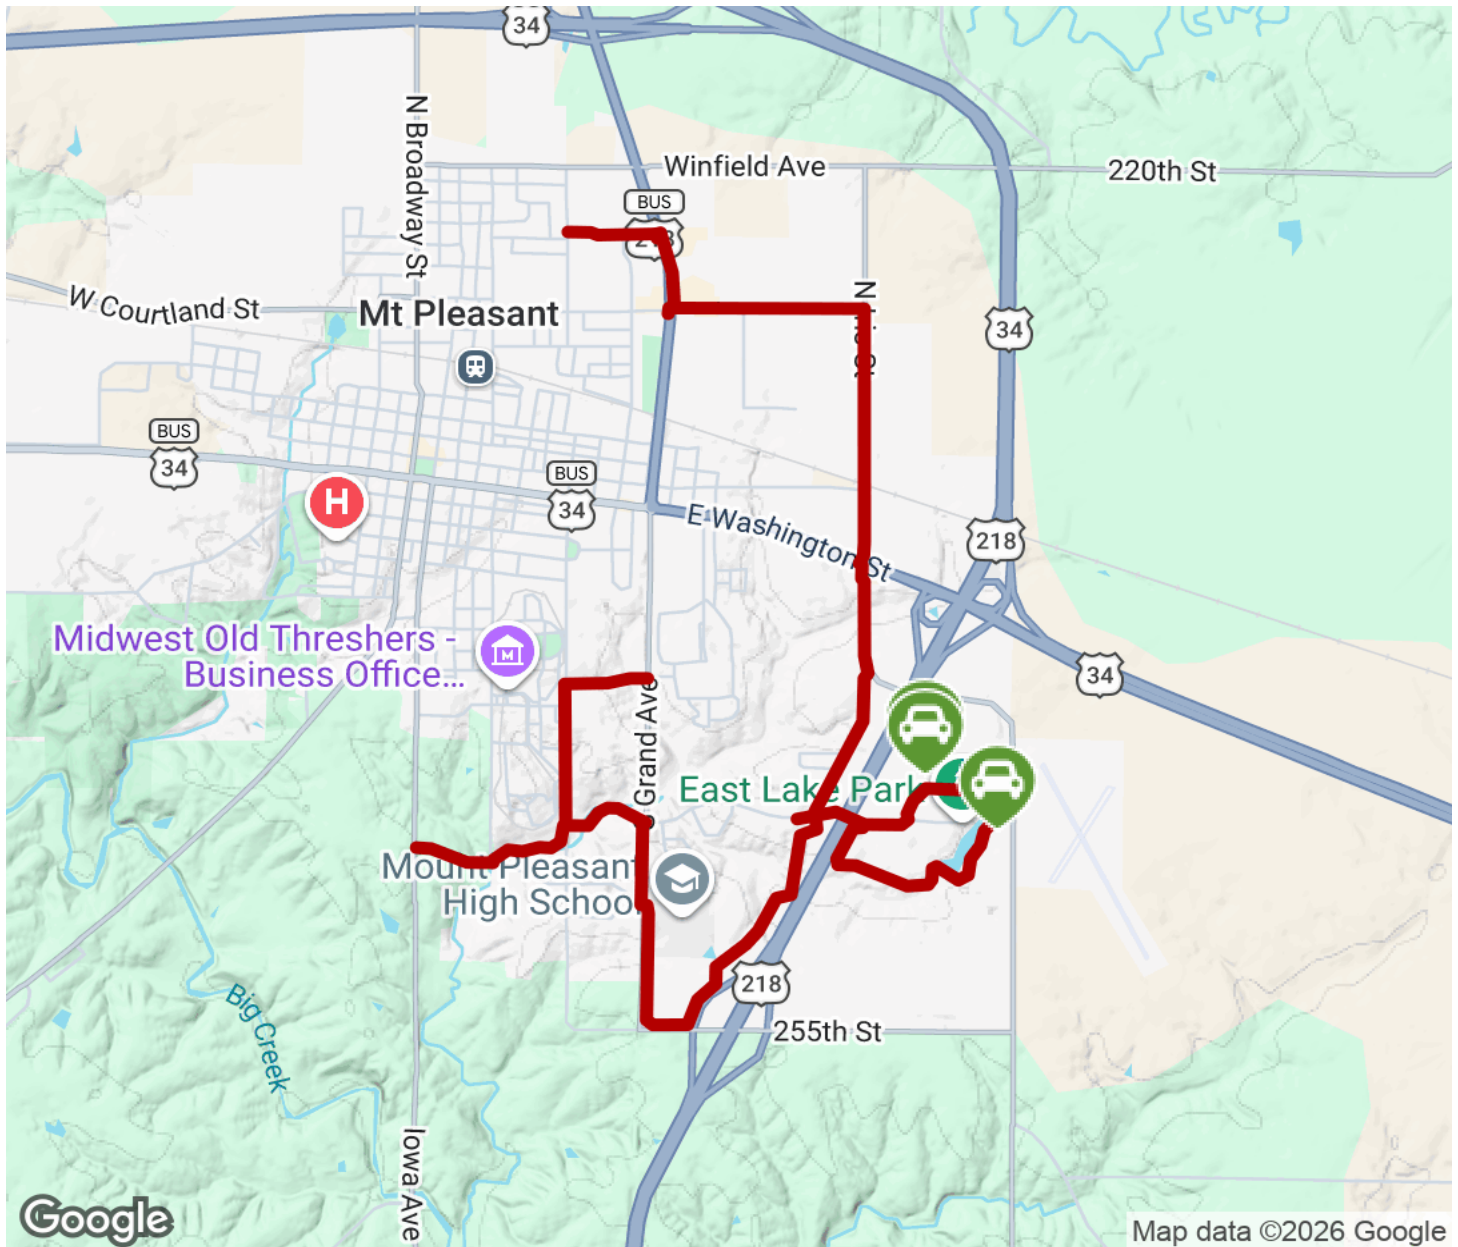 34
N Broadway St
Winfield Ave
220th St
BUS
218
W Courtland St
Mt Pleasant
34
BUS
34
BUS
34
H
E Washington St
218
Midwest Old Threshers -
Business Office...
M
34
Grand Ave
East Lake Park
Mount Pleasant
High School
218
255th St
Big Creek
Iowa Ave
Google
Map data ©2026 Google